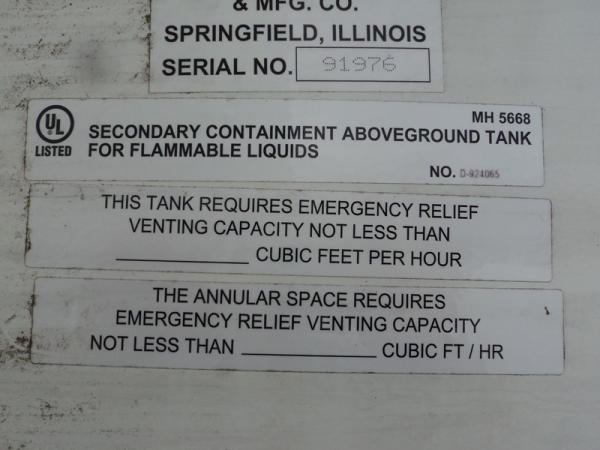 & MFG. CO.
SPRINGFIELD, ILLINOIS
SERIAL NO. 91976
UL
LISTED
MH 5668
SECONDARY CONTAINMENT ABOVEGROUND TANK
FOR FLAMMABLE LIQUIDS
NO. D-924065
THIS TANK REQUIRES EMERGENCY RELIEF
VENTING CAPACITY NOT LESS THAN
____________ CUBIC FEET PER HOUR
THE ANNULAR SPACE REQUIRES
EMERGENCY RELIEF VENTING CAPACITY
NOT LESS THAN ____________ CUBIC FT / HR